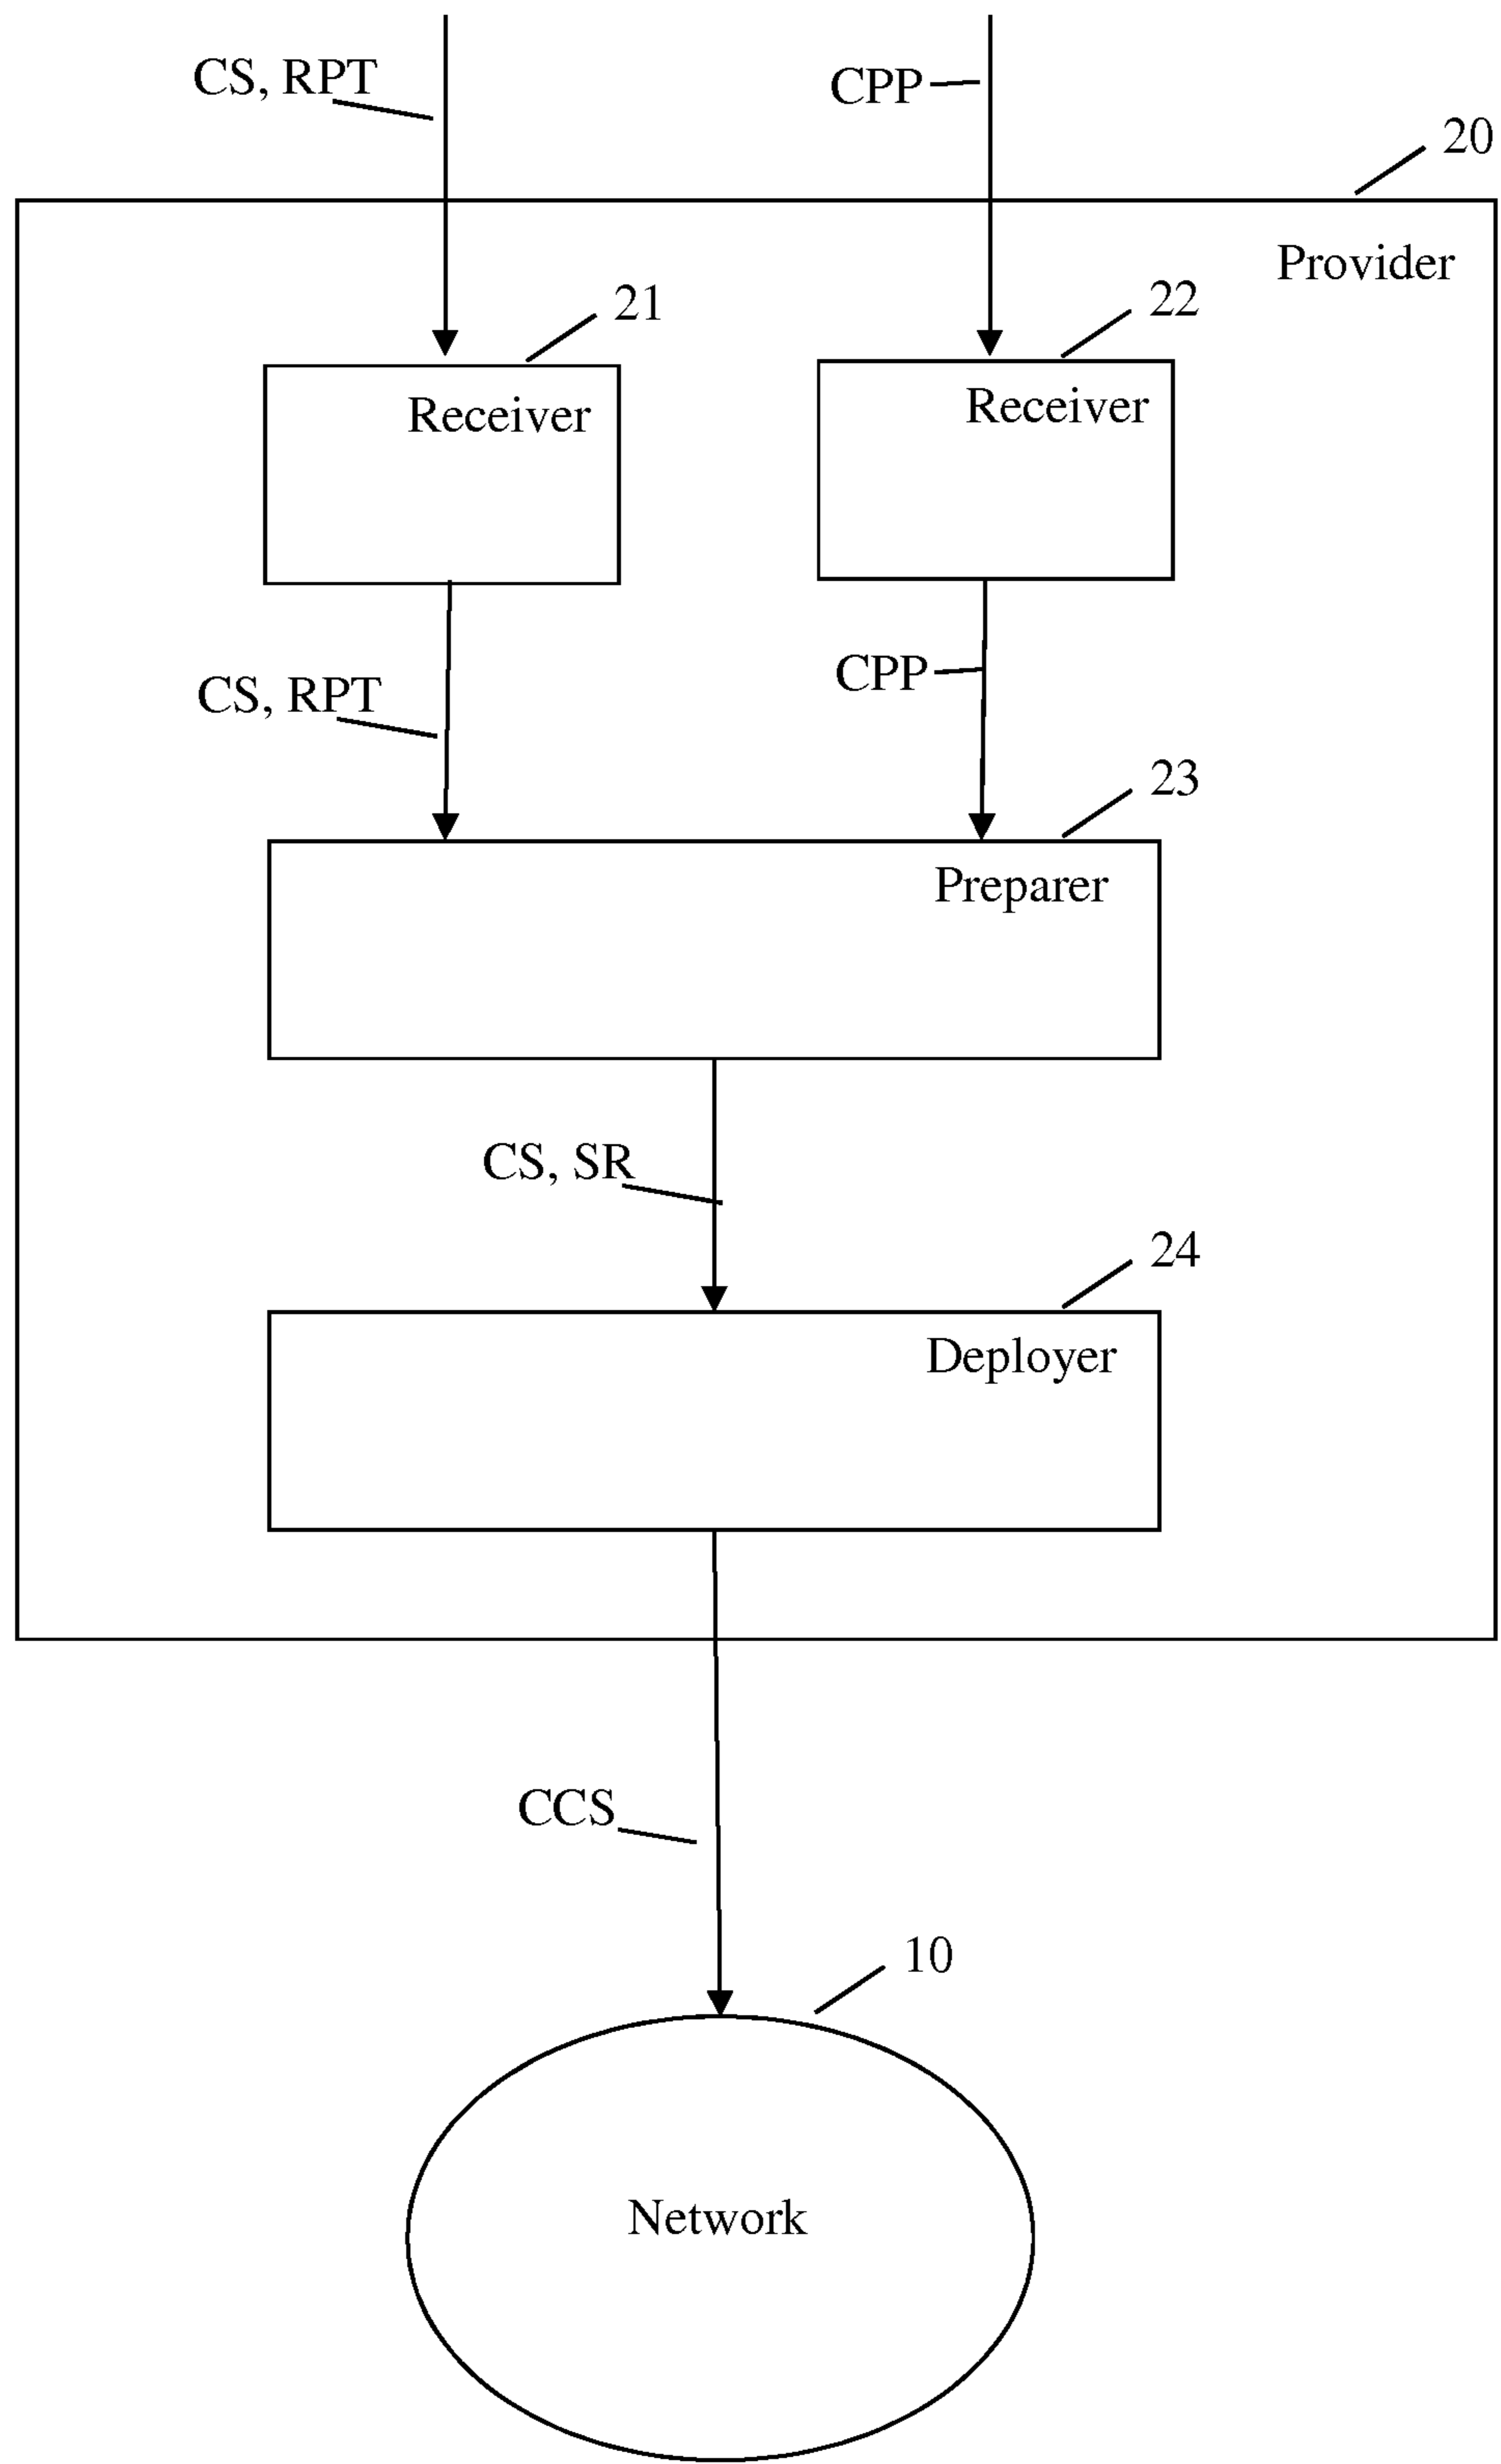 CS, RPT
CPP
20
Provider
21
22
Receiver
Receiver
CS, RPT
CPP
23
Preparer
CS, SR
24
Deployer
CCS
10
Network